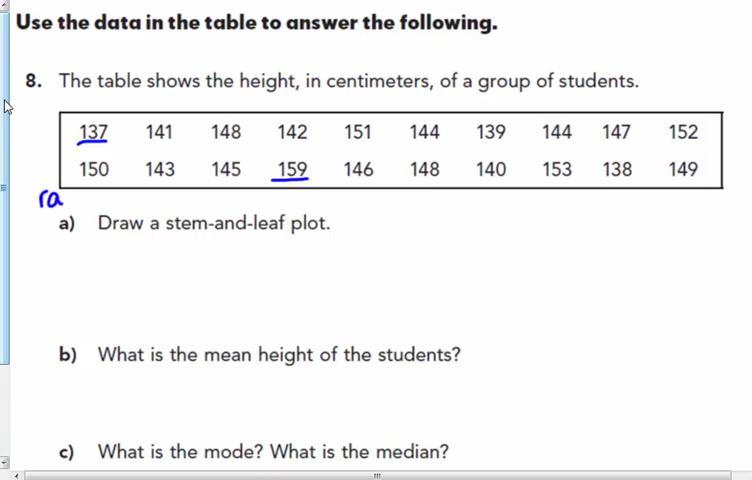 Use the data in the table to answer the following.
8. The table shows the height, in centimeters, of a group of students.
137 141 148 142 151 144 139 144 147 152
150 143 145 159 146 148 140 153 138 149
ra
a) Draw a stem-and-leaf plot.
b) What is the mean height of the students?
c) What is the mode? What is the median?